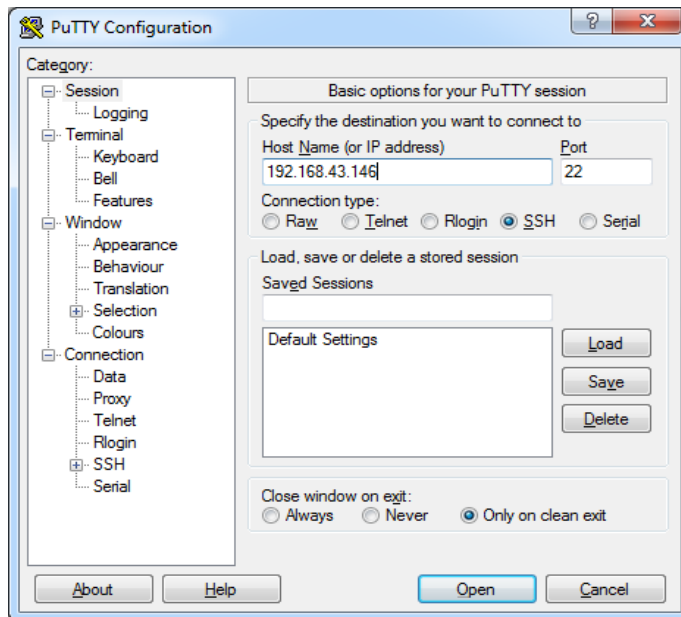 PuTTY Configuration
Category:
Session
Logging
Terminal
Keyboard
Bell
Features
Window
Appearance
Behaviour
Translation
Selection
Colours
Connection
Data
Proxy
Telnet
Rlogin
SSH
Serial
Basic options for your PuTTY session
Specify the destination you want to connect to
Host Name (or IP address) Port
192.168.43.146 22
Connection type:
Raw Telnet Rlogin SSH Serial
Load, save or delete a stored session
Saved Sessions
Default Settings
Load
Save
Delete
Close window on exit:
Always Never Only on clean exit
About Help Open Cancel